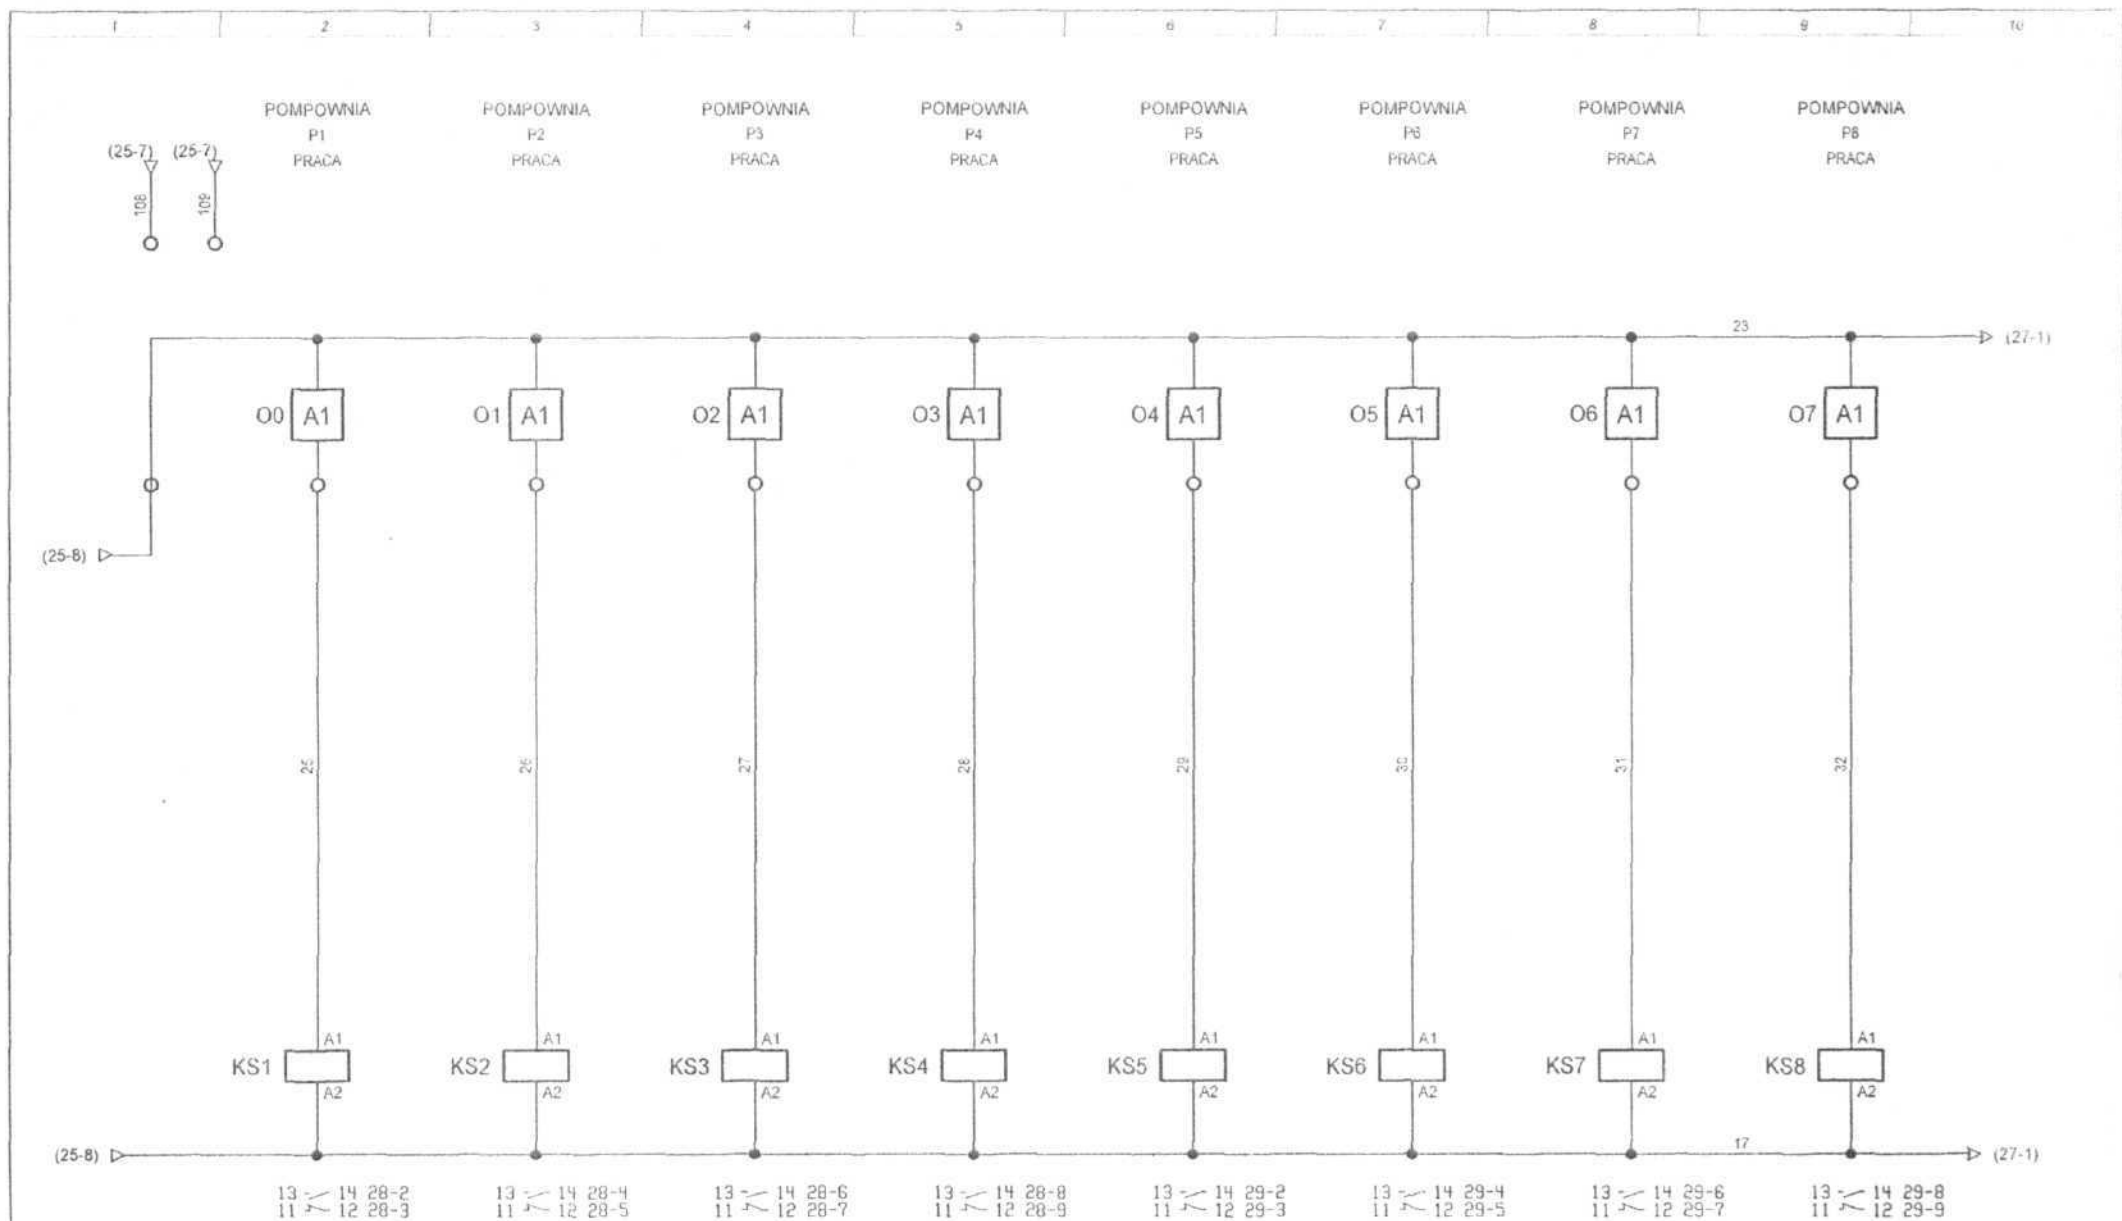 1 2 3 4 5 6 7 8 9 10
POMPOWNIA POMPOWNIA POMPOWNIA POMPOWNIA POMPOWNIA POMPOWNIA POMPOWNIA POMPOWNIA
P1 P2 P3 P4 P5 P6 P7 P8
(25-7) (25-7) PRACA PRACA PRACA PRACA PRACA PRACA PRACA PRACA
108 109
23
(27-1)
O0 A1 O1 A1 O2 A1 O3 A1 O4 A1 O5 A1 O6 A1 O7 A1
(25-8)
25 26 27 28 29 30 31 32
A1 A1 A1 A1 A1 A1 A1 A1
KS1 KS2 KS3 KS4 KS5 KS6 KS7 KS8
A2 A2 A2 A2 A2 A2 A2 A2
17
(25-8) (27-1)
13 14 28-2 13 14 28-4 13 14 28-6 13 14 28-8 13 14 29-2 13 14 29-4 13 14 29-6 13 14 29-8
11 12 28-3 11 12 28-5 11 12 28-7 11 12 28-9 11 12 29-3 11 12 29-5 11 12 29-7 11 12 29-9